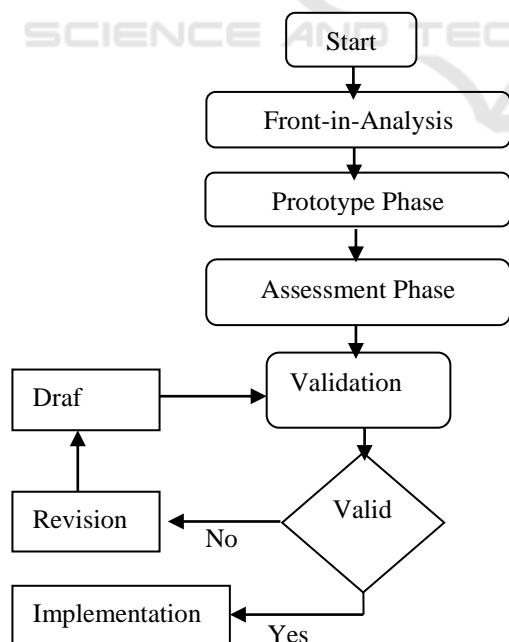 SCIENCE AND TEC
Start
Front-in-Analysis
Prototype Phase
Assessment Phase
Validation
Draf
Valid
Revision
No
Implementation
Yes